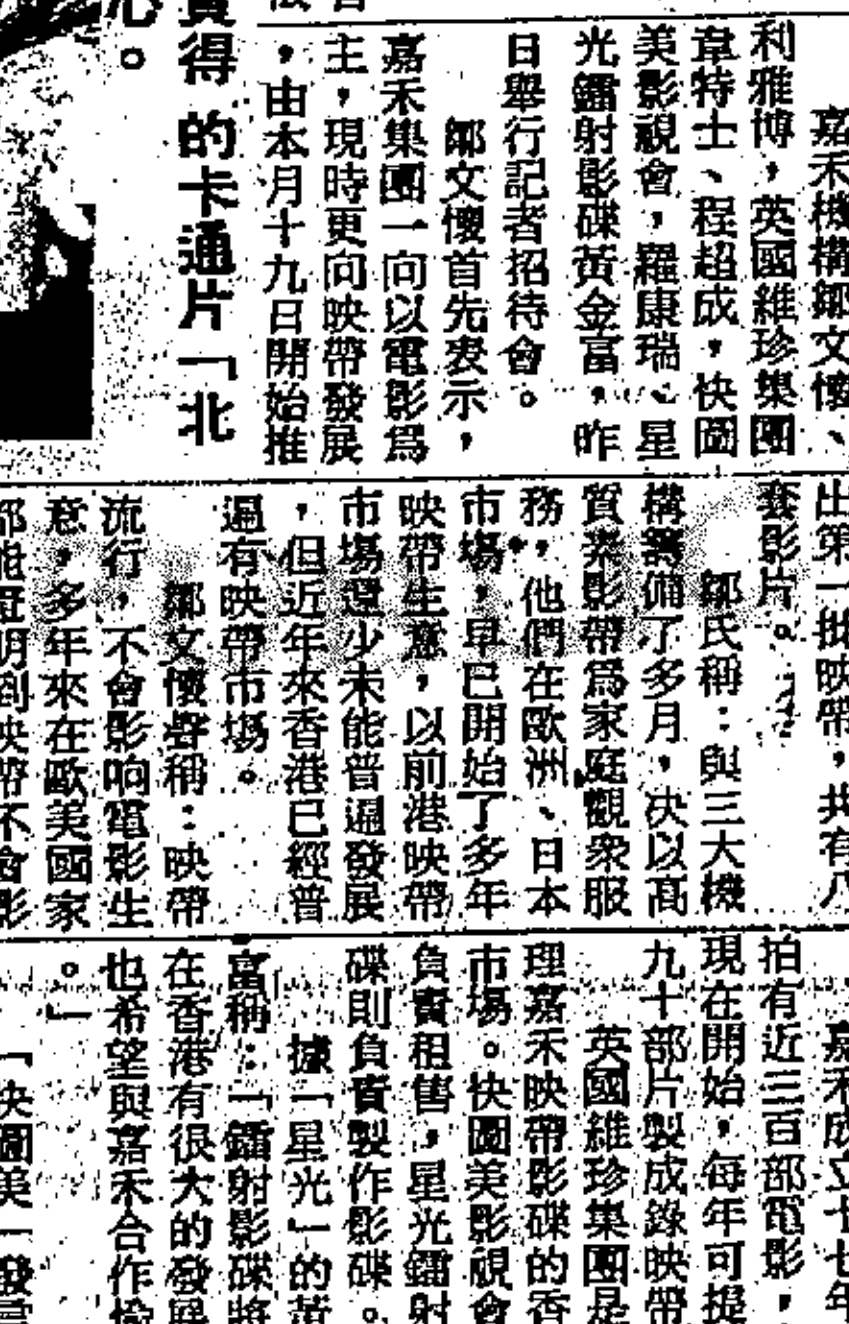 嘉禾機構鄒文懷、
利雅博，英國維珍集團
韋特士、程超成，快圖
美影視會，羅康瑞、星
光鐳射影碟黃金富，昨
日舉行記者招待會。
鄒文懷首先表示，
嘉禾集團一向以電影爲
主，現時更向映帶發展
，由本月十九日開始推
得的卡通片「北
心。
出第一批映帶，共有八
套影片。
鄒氏稱：與三大機
構籌備了多月，决以高
質素影帶爲家庭觀衆服
務，他們在歐洲、日本
市場，早已開始了多年
映帶生意，以前港映帶
市場還少未能普遍發展
，但近年來香港已經普
遍有映帶市場。
鄒文懷聲稱：映帶
流行，不會影响電影生
意，多年來在歐美國家
都能證明到映帶不會影
嘉禾成立十七年
拍有近三百部電影，
現在開始，每年可提
九十部片製成錄映帶
英國維珍集團是
理嘉禾映帶影碟的香
市場。快圖美影視會
負責租售，星光鐳射
碟則負責製作影碟。
據「星光」的黃
富稱：「鐳射影碟將
在香港有很大的發展
也希望與嘉禾合作愉
。」
「快圖美」發言